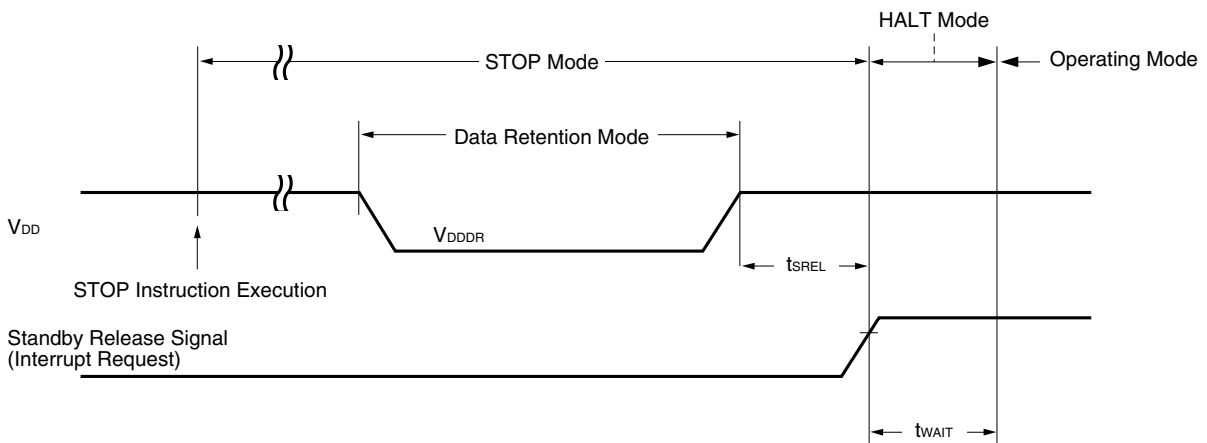 HALT Mode
STOP Mode
Operating Mode
Data Retention Mode
VDD
VDDDR
tSREL
STOP Instruction Execution
Standby Release Signal
(Interrupt Request)
tWAIT